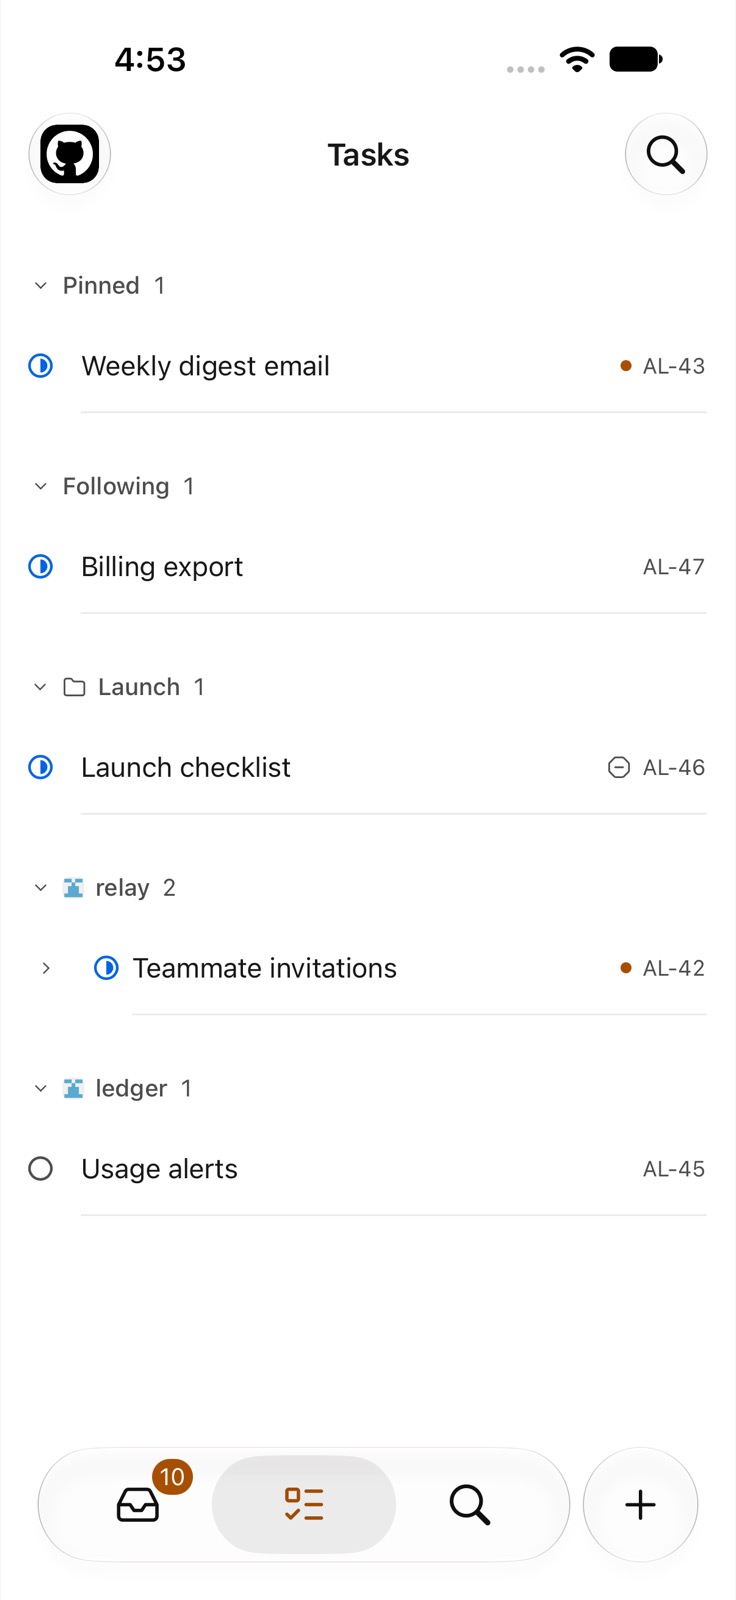 4:53
Tasks
Pinned 1
Weekly digest email AL-43
Following 1
Billing export AL-47
Launch 1
Launch checklist AL-46
relay 2
Teammate invitations AL-42
ledger 1
Usage alerts AL-45
10